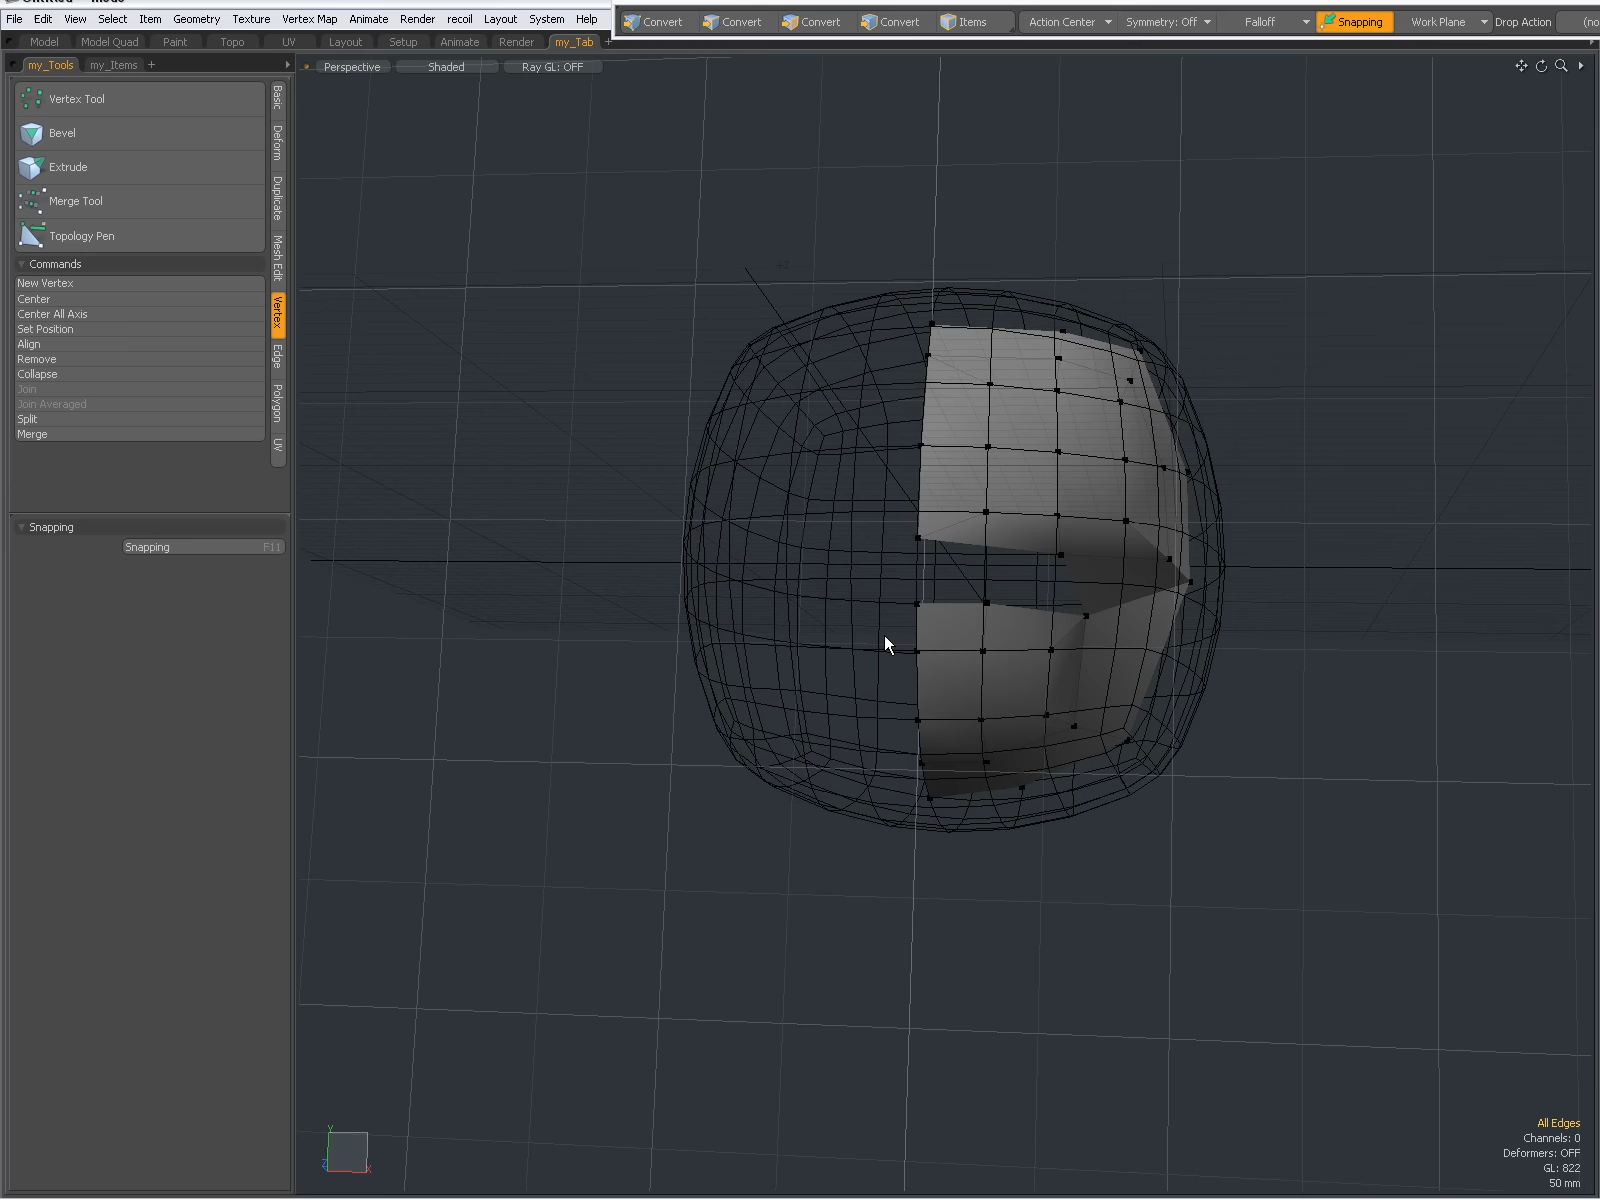 File Edit View Select Item Geometry Texture Vertex Map Animate Render recoil Layout System Help
Convert Convert Convert Convert Items Action Center Symmetry: Off Falloff Snapping Work Plane Drop Action (no
Model Model Quad Paint Topo UV Layout Setup Animate Render my_Tab +
my_Tools my_Items +
Perspective Shaded Ray GL: OFF
Vertex Tool
Bevel
Extrude
Merge Tool
Topology Pen
Commands
New Vertex
Center
Center All Axis
Set Position
Align
Remove
Collapse
Join
Join Averaged
Split
Merge
Basic
Deform
Duplicate
Mesh Edit
Vertex
Edge
Polygon
UV
Snapping
Snapping F11
Y
Z
X
All Edges
Channels: 0
Deformers: OFF
GL: 822
50 mm